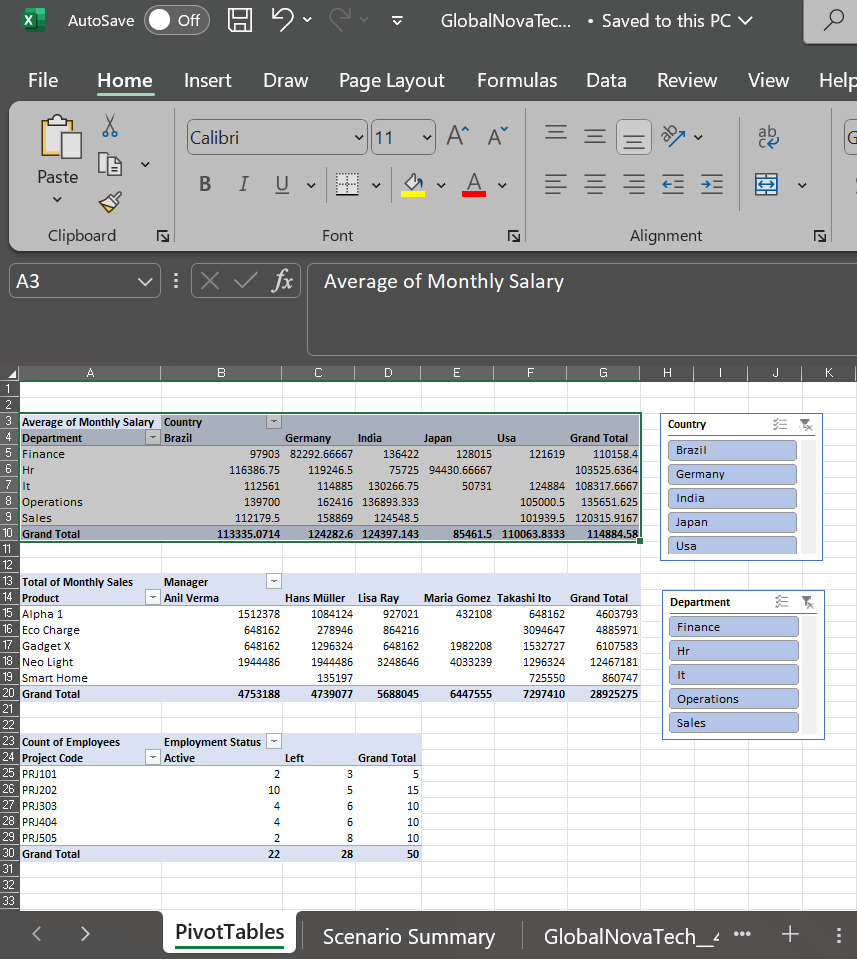 AutoSave Off GlobalNovaTec... • Saved to this PC
File Home Insert Draw Page Layout Formulas Data Review View Help
Calibri 11
Paste
B I U A
Clipboard Font Alignment
A3 fx Average of Monthly Salary
A B C D E F G H I J K
1
2
3 Average of Monthly Salary Country
4 Department Brazil Germany India Japan Usa Grand Total
5 Finance 97903 82292.66667 136422 128015 121619 110158.4
6 Hr 116386.75 119246.5 75725 94430.66667 103525.6364
7 It 112561 114885 130266.75 50731 124884 108317.6667
8 Operations 139700 162416 136893.333 105000.5 135651.625
9 Sales 112179.5 158869 124548.5 101939.5 120315.9167
10 Grand Total 113335.0714 124282.6 124397.143 85461.5 110063.8333 114884.58
Country
Brazil
Germany
India
Japan
Usa
11
12
13 Total of Monthly Sales Manager
14 Product Anil Verma Hans Müller Lisa Ray Maria Gomez Takashi Ito Grand Total
15 Alpha 1 1512378 1084124 927021 432108 648162 4603793
16 Eco Charge 648162 278946 864216 3094647 4885971
17 Gadget X 648162 1296324 648162 1982208 1532727 6107583
18 Neo Light 1944486 1944486 3248646 4033239 1296324 12467181
19 Smart Home 135197 725550 860747
20 Grand Total 4753188 4739077 5688045 6447555 7297410 28925275
Department
Finance
Hr
It
Operations
Sales
21
22
23 Count of Employees Employment Status
24 Project Code Active Left Grand Total
25 PRJ101 2 3 5
26 PRJ202 10 5 15
27 PRJ303 4 6 10
28 PRJ404 4 6 10
29 PRJ505 2 8 10
30 Grand Total 22 28 50
31
32
33
PivotTables Scenario Summary GlobalNovaTech_ ...